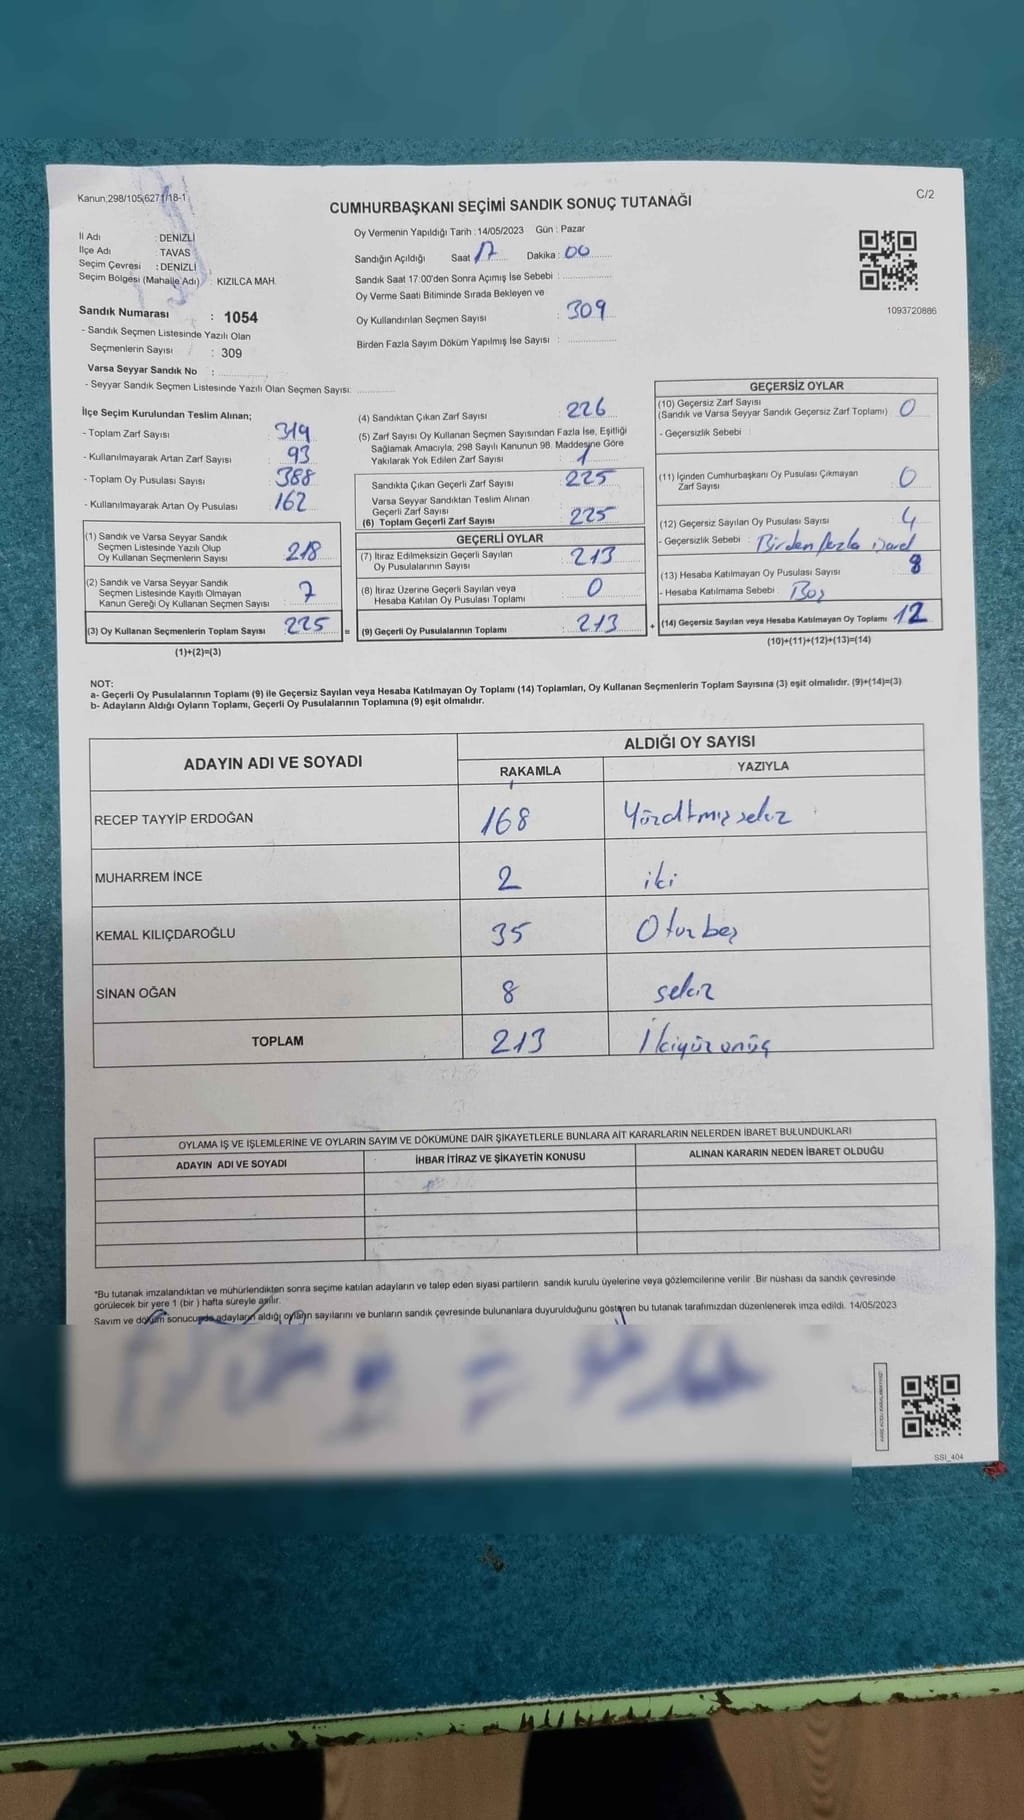 Kanun;298/105;6271/18-1
C/2
CUMHURBAŞKANI SEÇİMİ SANDIK SONUÇ TUTANAĞI
İl Adı : DENİZLİ
İlçe Adı : TAVAS
Seçim Çevresi : DENİZLİ
Seçim Bölgesi (Mahalle Adı) : KIZILCA MAH.
Sandık Numarası : 1054
- Sandık Seçmen Listesinde Yazılı Olan
Seçmenlerin Sayısı : 309
Varsa Seyyar Sandık No :
- Seyyar Sandık Seçmen Listesinde Yazılı Olan Seçmen Sayısı:
Oy Vermenin Yapıldığı Tarih : 14/05/2023 Gün : Pazar
Sandığın Açıldığı Saat 17 Dakika : 00
Sandık Saat 17:00'den Sonra Açımış İse Sebebi :
Oy Verme Saati Bitiminde Sırada Bekleyen ve
Oy Kullandırılan Seçmen Sayısı : 309
Birden Fazla Sayım Döküm Yapılmış İse Sayısı :
1093720886
İlçe Seçim Kurulundan Teslim Alınan;
- Toplam Zarf Sayısı : 319
- Kullanılmayarak Artan Zarf Sayısı : 93
- Toplam Oy Pusulası Sayısı : 388
- Kullanılmayarak Artan Oy Pusulası : 162
(1) Sandık ve Varsa Seyyar Sandık
Seçmen Listesinde Yazılı Olup
Oy Kullanan Seçmenlerin Sayısı : 218
(2) Sandık ve Varsa Seyyar Sandık
Seçmen Listesinde Kayıtlı Olmayan
Kanun Gereği Oy Kullanan Seçmen Sayısı : 7
(3) Oy Kullanan Seçmenlerin Toplam Sayısı : 225
(1)+(2)=(3)
(4) Sandıktan Çıkan Zarf Sayısı : 226
(5) Zarf Sayısı Oy Kullanan Seçmen Sayısından Fazla İse, Eşitliği
Sağlamak Amacıyla, 298 Sayılı Kanunun 98. Maddesine Göre
Yakılarak Yok Edilen Zarf Sayısı : 1
Sandıkta Çıkan Geçerli Zarf Sayısı : 225
Varsa Seyyar Sandıktan Teslim Alınan
Geçerli Zarf Sayısı :
(6) Toplam Geçerli Zarf Sayısı : 225
GEÇERLİ OYLAR
(7) İtiraz Edilmeksizin Geçerli Sayılan
Oy Pusulalarının Sayısı : 213
(8) İtiraz Üzerine Geçerli Sayılan veya
Hesaba Katılan Oy Pusulası Toplamı : 0
= (9) Geçerli Oy Pusulalarının Toplamı : 213 +
GEÇERSİZ OYLAR
(10) Geçersiz Zarf Sayısı
(Sandık ve Varsa Seyyar Sandık Geçersiz Zarf Toplamı) : 0
- Geçersizlik Sebebi :
(11) İçinden Cumhurbaşkanı Oy Pusulası Çıkmayan
Zarf Sayısı : 0
(12) Geçersiz Sayılan Oy Pusulası Sayısı : 4
- Geçersizlik Sebebi : Birden fazla işaret
(13) Hesaba Katılmayan Oy Pusulası Sayısı : 8
- Hesaba Katılmama Sebebi : Boş
(14) Geçersiz Sayılan veya Hesaba Katılmayan Oy Toplamı : 12
(10)+(11)+(12)+(13)=(14)
NOT:
a- Geçerli Oy Pusulalarının Toplamı (9) ile Geçersiz Sayılan veya Hesaba Katılmayan Oy Toplamı (14) Toplamları, Oy Kullanan Seçmenlerin Toplam Sayısına (3) eşit olmalıdır. (9)+(14)=(3)
b- Adayların Aldığı Oyların Toplamı, Geçerli Oy Pusulalarının Toplamına (9) eşit olmalıdır.
ADAYIN ADI VE SOYADI
ALDIĞI OY SAYISI
RAKAMLA YAZIYLA
RECEP TAYYİP ERDOĞAN 168 Yüzaltmışsekiz
MUHARREM İNCE 2 iki
KEMAL KILIÇDAROĞLU 35 Otuzbeş
SİNAN OĞAN 8 sekiz
TOPLAM 213 İkiyüzonüç
OYLAMA İŞ VE İŞLEMLERİNE VE OYLARIN SAYIM VE DÖKÜMÜNE DAİR ŞİKAYETLERLE BUNLARA AİT KARARLARIN NELERDEN İBARET BULUNDUKLARI
ADAYIN ADI VE SOYADI İHBAR İTİRAZ VE ŞİKAYETİN KONUSU ALINAN KARARIN NEDEN İBARET OLDUĞU
*Bu tutanak imzalandıktan ve mühürlendikten sonra seçime katılan adayların ve talep eden siyasi partilerin sandık kurulu üyelerine veya gözlemcilerine verilir .Bir nüshası da sandık çevresinde
görülecek bir yere 1 (bir ) hafta süreyle asılır.
Sayım ve döküm sonucunda adayların aldığı oyların sayılarını ve bunların sandık çevresinde bulunanlara duyurulduğunu gösteren bu tutanak tarafımızdan düzenlenerek imza edildi. 14/05/2023
SSI_404